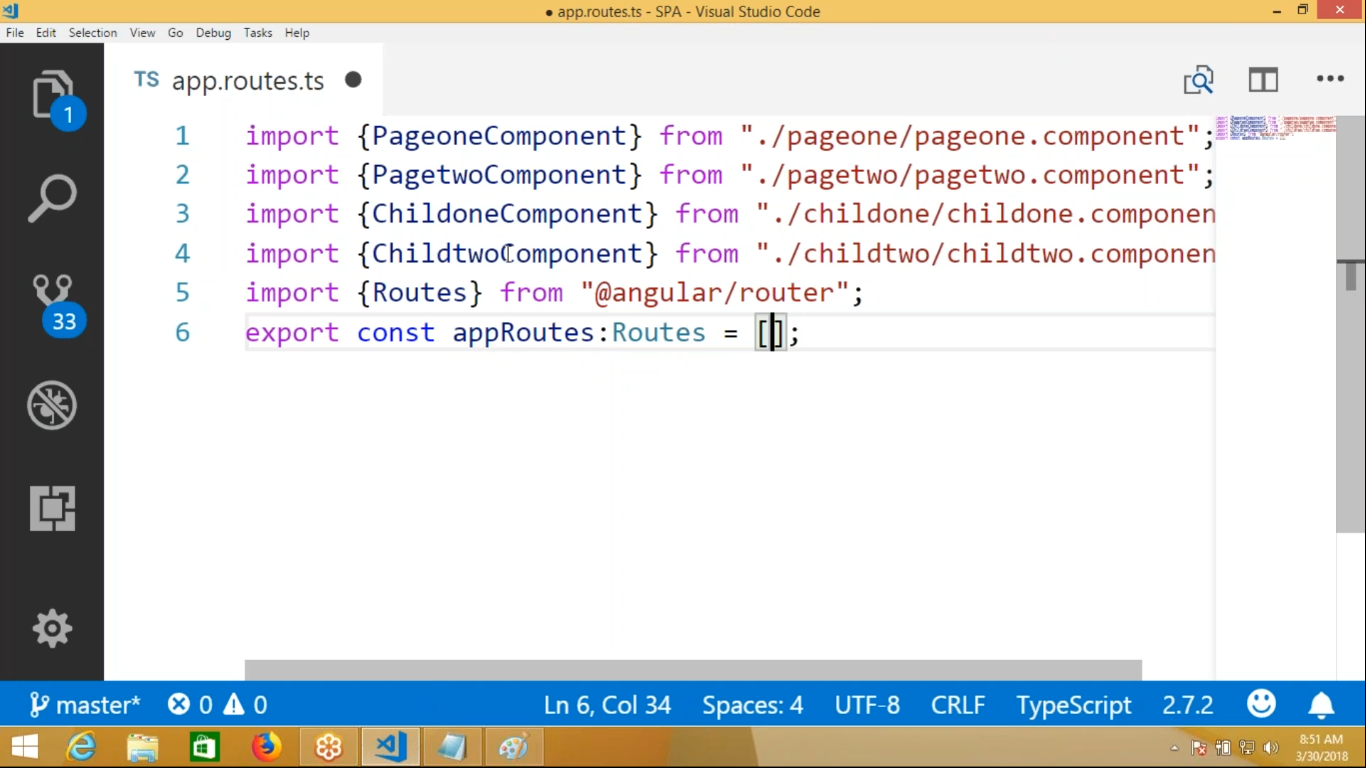 ● app.routes.ts - SPA - Visual Studio Code
File Edit Selection View Go Debug Tasks Help
TS app.routes.ts ●
1
1 import {PageoneComponent} from "./pageone/pageone.component";
2 import {PagetwoComponent} from "./pagetwo/pagetwo.component";
3 import {ChildoneComponent} from "./childone/childone.componen
4 import {ChildtwoComponent} from "./childtwo/childtwo.componen
5 import {Routes} from "@angular/router";
33
6 export const appRoutes:Routes = [];
master* 0 0 Ln 6, Col 34 Spaces: 4 UTF-8 CRLF TypeScript 2.7.2
8:51 AM
3/30/2018